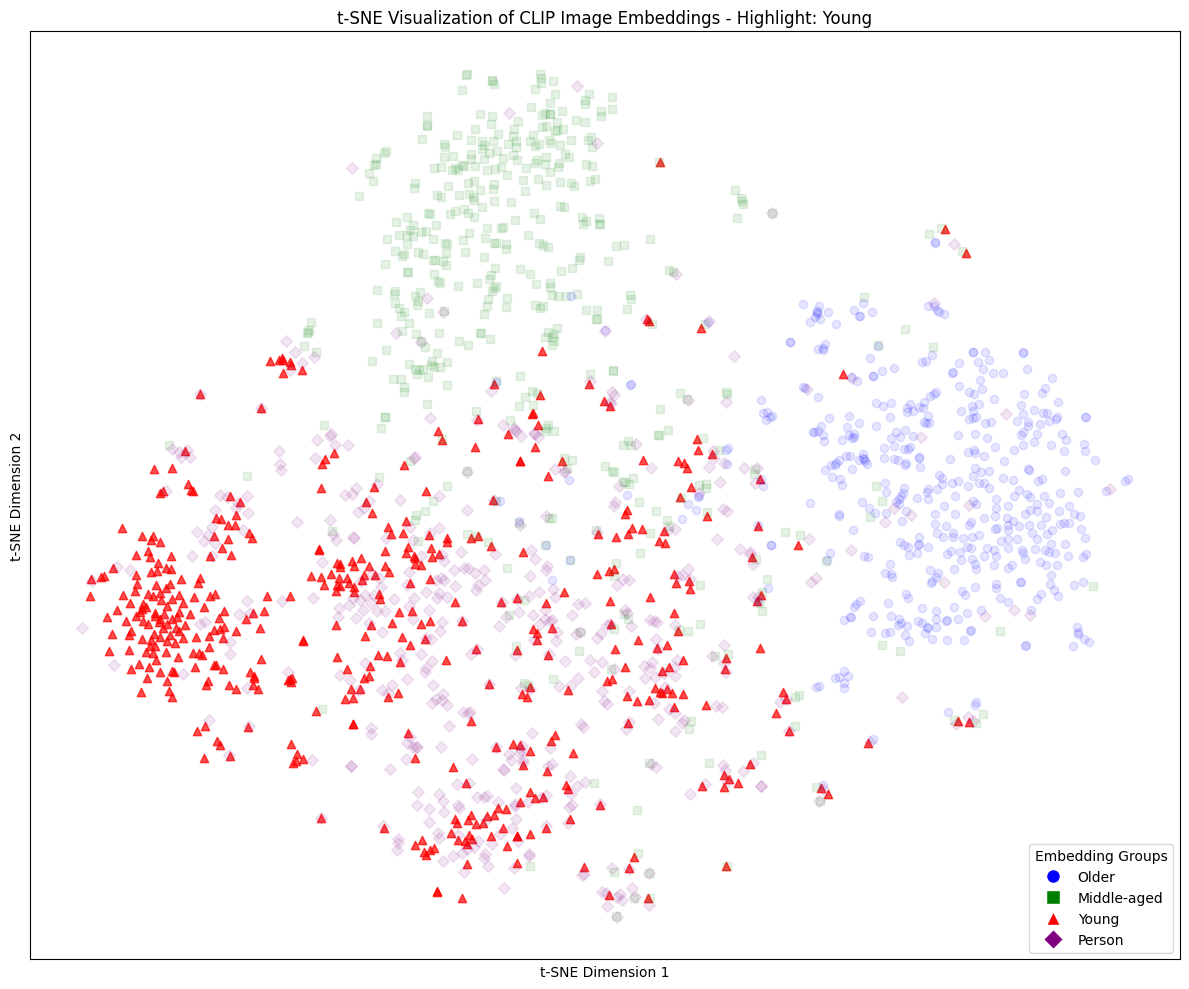 t-SNE Visualization of CLIP Image Embeddings - Highlight: Young
t-SNE Dimension 2
t-SNE Dimension 1
Embedding Groups
Older
Middle-aged
Young
Person